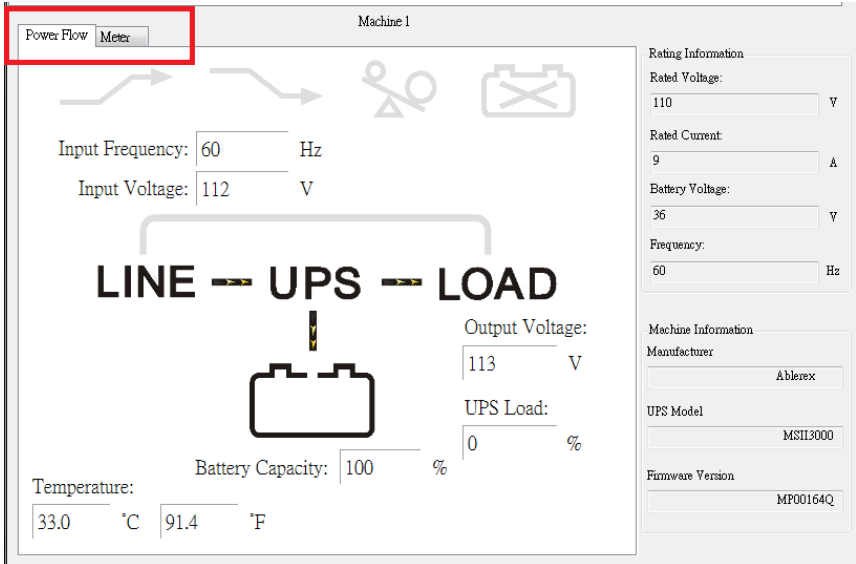 Machine 1
Power Flow Meter
Input Frequency: 60 Hz
Input Voltage: 112 V
LINE UPS LOAD
Output Voltage:
113 V
UPS Load:
0 %
Battery Capacity: 100 %
Temperature:
33.0 °C 91.4 °F
Rating Information
Rated Voltage:
110 V
Rated Current:
9 A
Battery Voltage:
36 V
Frequency:
60 Hz
Machine Information
Manufacturer
Ablerex
UPS Model
MSII3000
Firmware Version
MP00164Q